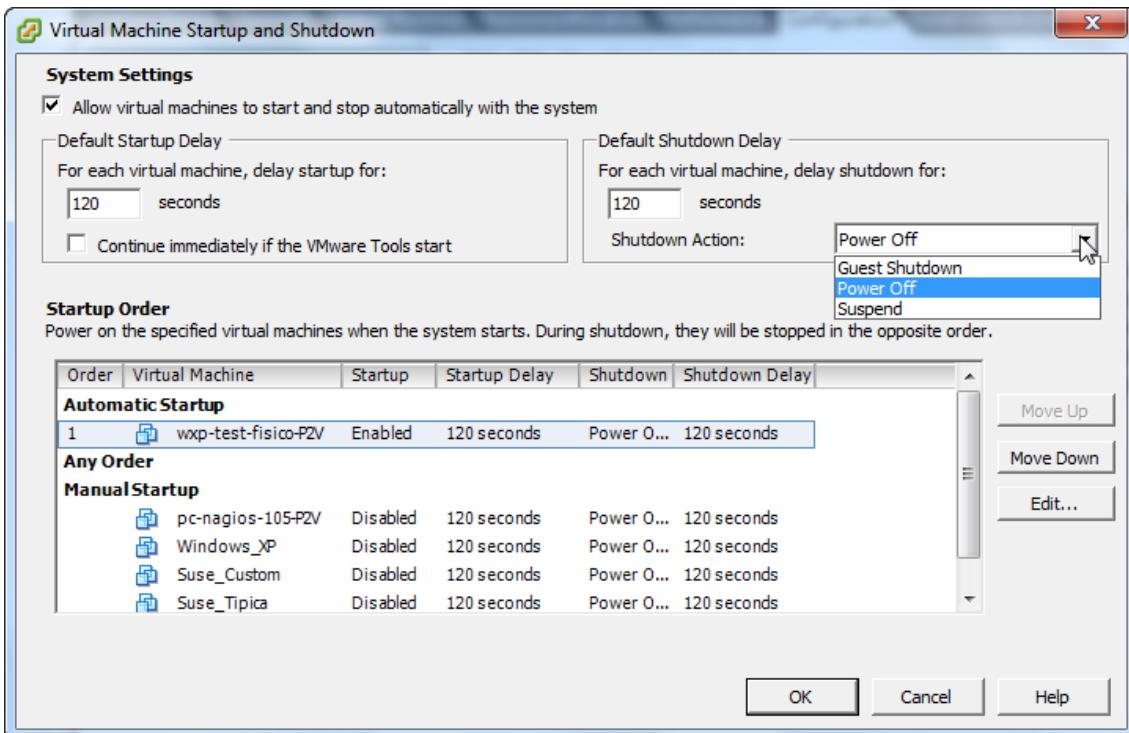 Virtual Machine Startup and Shutdown
System Settings
Allow virtual machines to start and stop automatically with the system
Default Startup Delay
For each virtual machine, delay startup for:
120 seconds
Continue immediately if the VMware Tools start
Default Shutdown Delay
For each virtual machine, delay shutdown for:
120 seconds
Shutdown Action: Power Off
Guest Shutdown
Power Off
Suspend
Startup Order
Power on the specified virtual machines when the system starts. During shutdown, they will be stopped in the opposite order.
Order Virtual Machine Startup Startup Delay Shutdown Shutdown Delay
Automatic Startup
1 wxp-test-fisico-P2V Enabled 120 seconds Power O... 120 seconds
Any Order
Manual Startup
pc-nagios-105-P2V Disabled 120 seconds Power O... 120 seconds
Windows_XP Disabled 120 seconds Power O... 120 seconds
Suse_Custom Disabled 120 seconds Power O... 120 seconds
Suse_Tipica Disabled 120 seconds Power O... 120 seconds
Move Up
Move Down
Edit...
OK Cancel Help